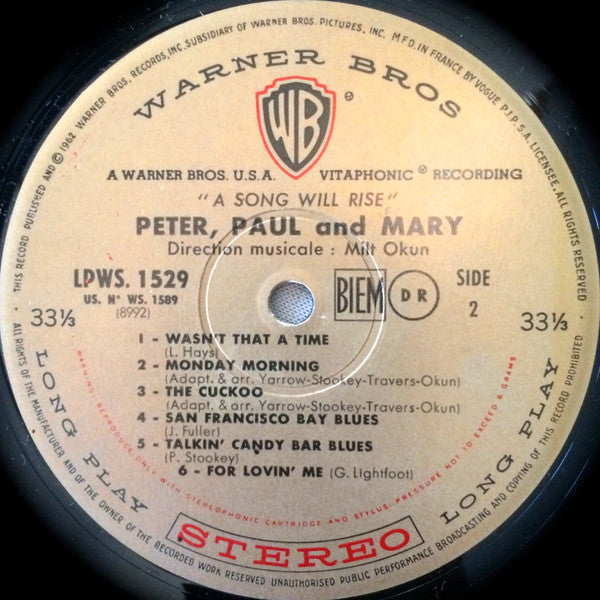 THIS RECORD PUBLISHED AND ©1962 WARNER BROS. RECORDS, INC. SUBSIDIARY OF WARNER BROS. PICTURES, INC. M.F.D. IN FRANCE BY VOGUE P.I.P. S.A. LICENSEE. ALL RIGHTS
WARNER BROS
WB
®
A WARNER BROS. U.S.A. VITAPHONIC ® RECORDING
"A SONG WILL RISE"
PETER, PAUL and MARY
Direction musicale : Milt Okun
LPWS. 1529
US. N° WS. 1589
(8992)
BIEM
DR
SIDE
2
33⅓
33⅓
1 - WASN'T THAT A TIME
(L. Hays)
2 - MONDAY MORNING
(Adapt. & arr. Yarrow-Stookey-Travers-Okun)
3 - THE CUCKOO
(Adapt. & arr. Yarrow-Stookey-Travers-Okun)
4 - SAN FRANCISCO BAY BLUES
(J. Fuller)
5 - TALKIN' CANDY BAR BLUES
(P. Stookey)
6 - FOR LOVIN' ME (G. Lightfoot)
WARNING : REPRODUCE ONLY WITH STEREOPHONIC CARTRIDGE AND STYLUS - PRESSURE NOT TO EXCEED 6 GRAMS
LONG PLAY
STEREO
LONG PLAY
ALL RIGHTS OF THE MANUFACTURER AND OF THE OWNER OF THE RECORDED WORK RESERVED UNAUTHORISED PUBLIC PERFORMANCE BROADCASTING AND COPYING OF THIS RECORD PROHIBITED